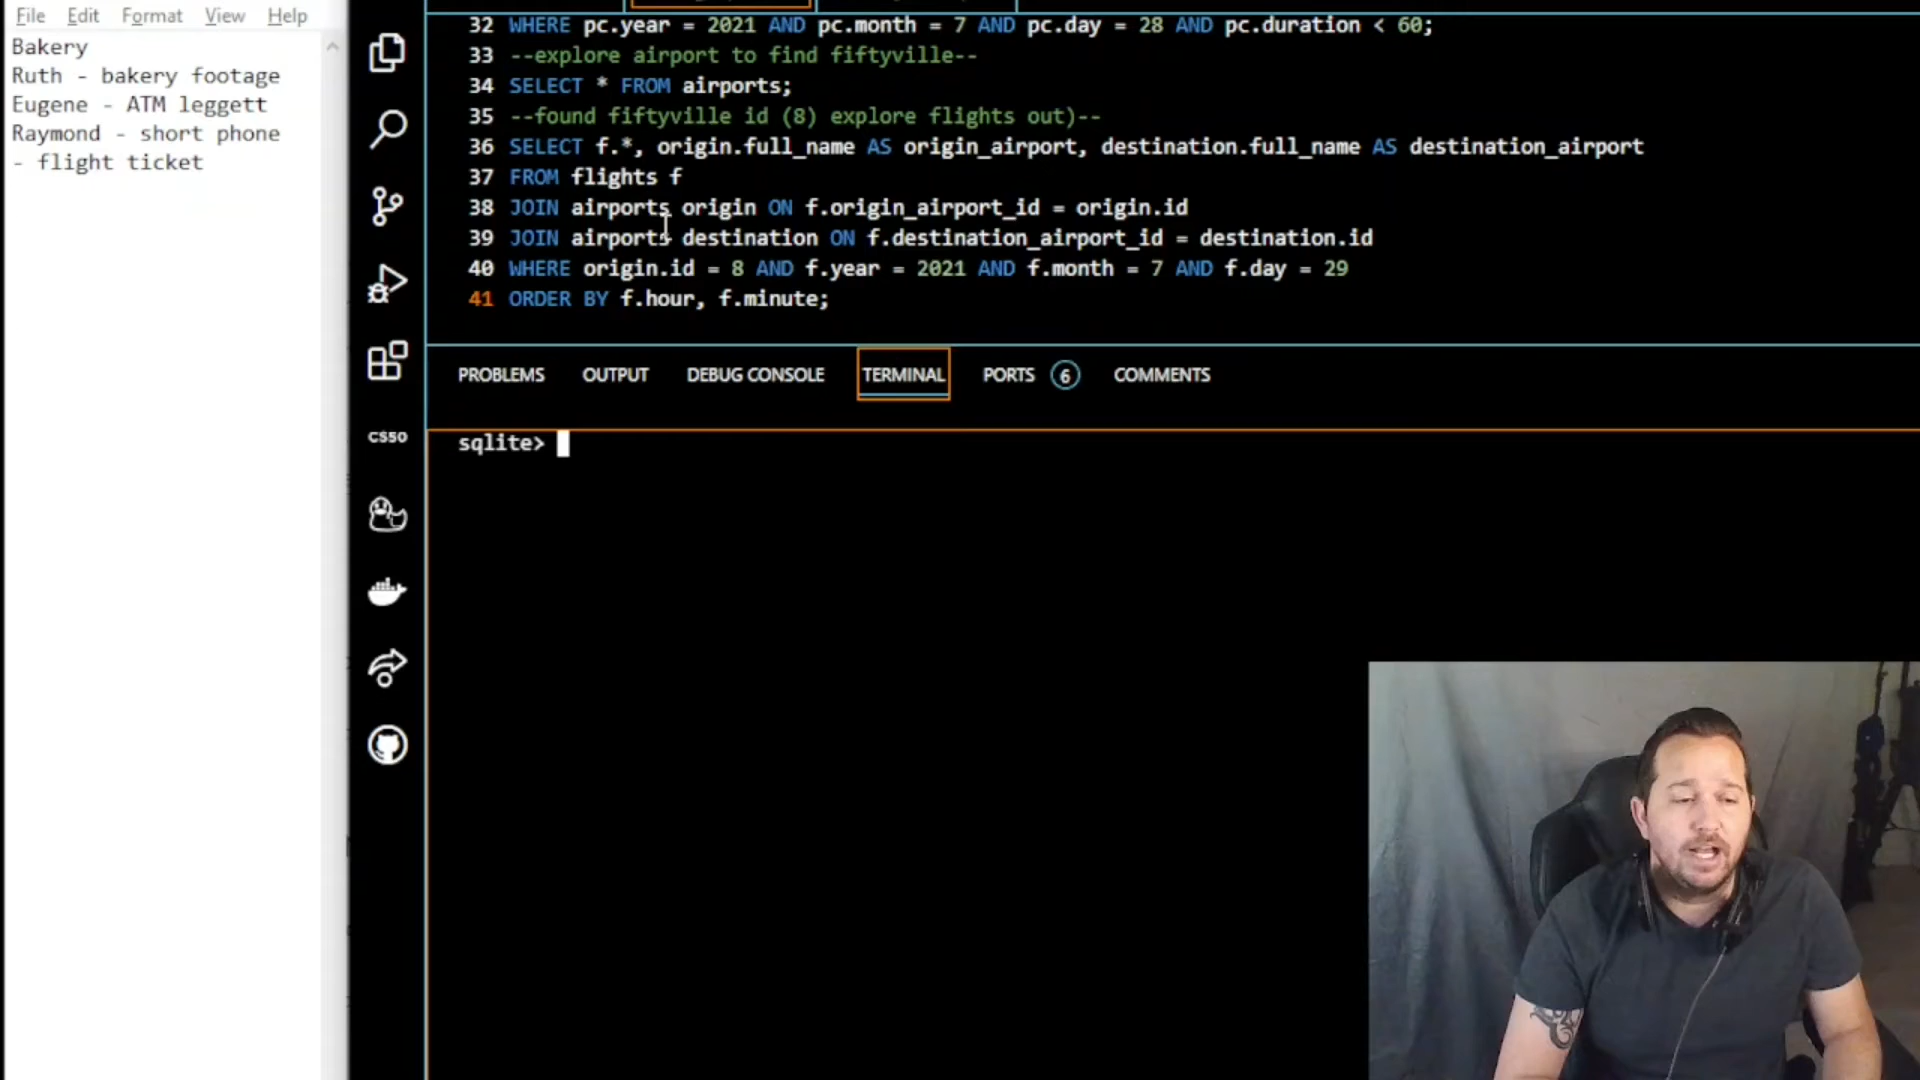 File Edit Format View Help
Bakery
Ruth - bakery footage
Eugene - ATM leggett
Raymond - short phone
- flight ticket
CS50
32 WHERE pc.year = 2021 AND pc.month = 7 AND pc.day = 28 AND pc.duration < 60;
33 --explore airport to find fiftyville--
34 SELECT * FROM airports;
35 --found fiftyville id (8) explore flights out)--
36 SELECT f.*, origin.full_name AS origin_airport, destination.full_name AS destination_airport
37 FROM flights f
38 JOIN airports origin ON f.origin_airport_id = origin.id
39 JOIN airports destination ON f.destination_airport_id = destination.id
40 WHERE origin.id = 8 AND f.year = 2021 AND f.month = 7 AND f.day = 29
41 ORDER BY f.hour, f.minute;
PROBLEMS OUTPUT DEBUG CONSOLE TERMINAL PORTS 6 COMMENTS
sqlite>